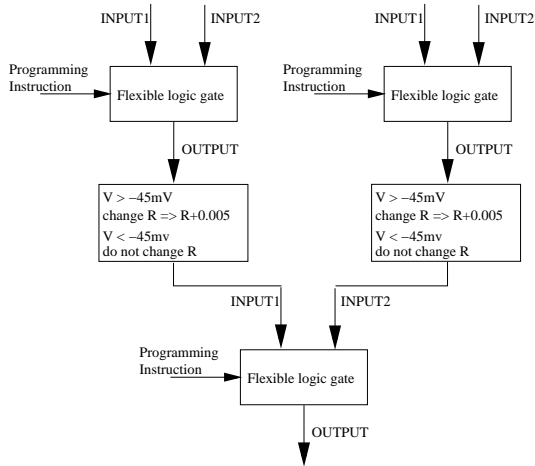 INPUT1 INPUT2 INPUT1 INPUT2
Programming
Instruction
Flexible logic gate
Programming
Instruction
Flexible logic gate
OUTPUT OUTPUT
V > −45mV
change R => R+0.005
V < −45mv
do not change R
V > −45mV
change R => R+0.005
V < −45mv
do not change R
INPUT1 INPUT2
Programming
Instruction
Flexible logic gate
OUTPUT